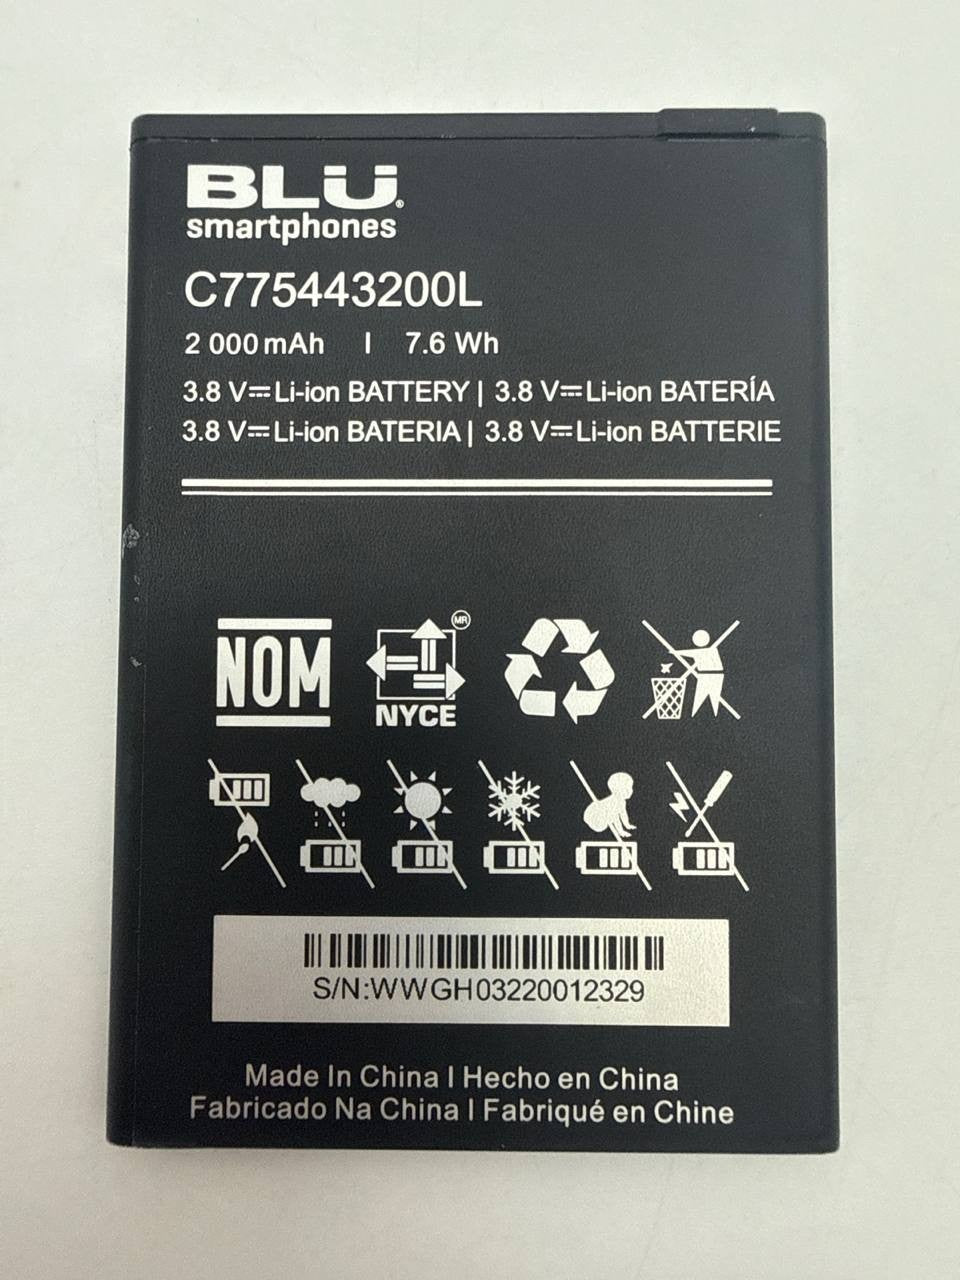 BLU®
smartphones
C775443200L
2 000 mAh | 7.6 Wh
3.8 V⎓Li-ion BATTERY | 3.8 V⎓Li-ion BATERÍA
3.8 V⎓Li-ion BATERIA | 3.8 V⎓Li-ion BATTERIE
MR
NOM
NYCE
S/N:WWGH03220012329
Made In China | Hecho en China
Fabricado Na China | Fabriqué en Chine